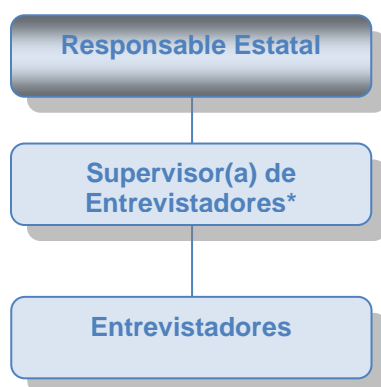 Responsable Estatal
Supervisor(a) de
Entrevistadores*
Entrevistadores